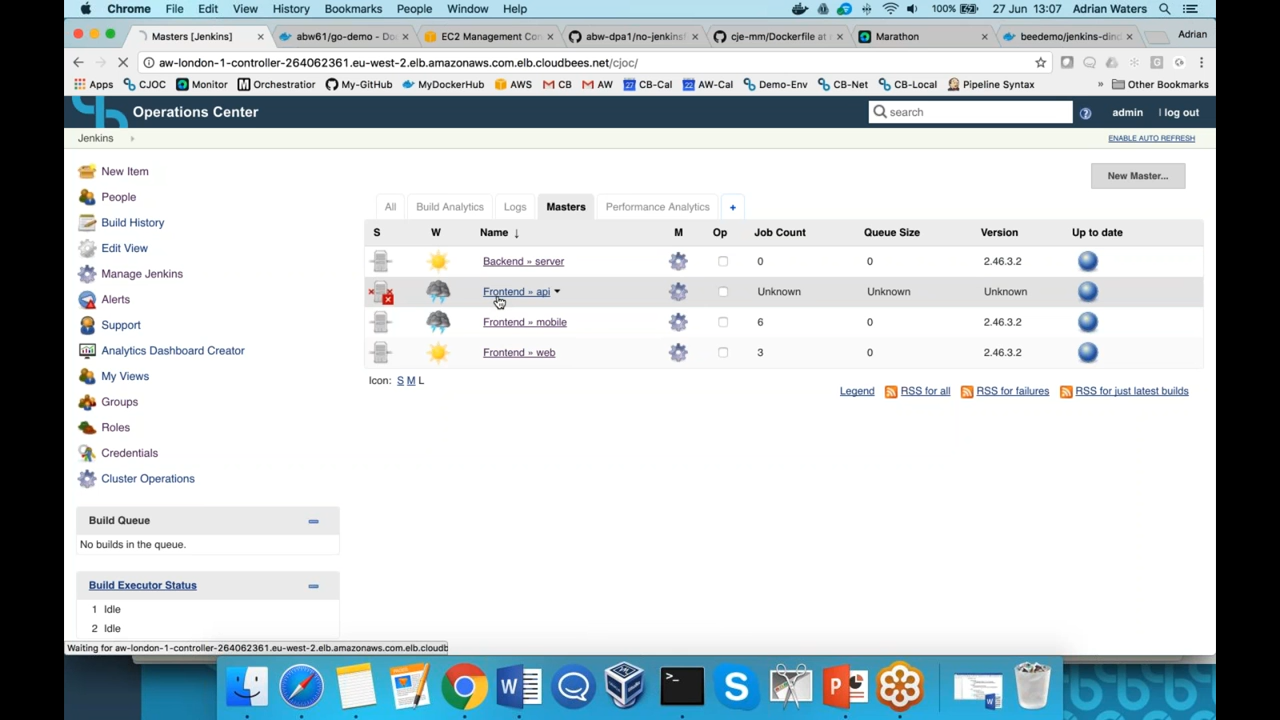 Chrome File Edit View History Bookmarks People Window Help 100% 27 Jun 13:07 Adrian Waters
Masters [Jenkins] abw61/go-demo - Do EC2 Management Con abw-dpa1/no-jenkins cje-mm/Dockerfile at Marathon beedemo/jenkins-dind Adrian
aw-london-1-controller-264062361.eu-west-2.elb.amazonaws.com.elb.cloudbees.net/cjoc/
Apps CJOC Monitor Orchestratior My-GitHub MyDockerHub AWS CB AW CB-Cal AW-Cal Demo-Env CB-Net CB-Local Pipeline Syntax » Other Bookmarks
Operations Center search admin | log out
Jenkins ENABLE AUTO REFRESH
New Item
People
Build History
Edit View
Manage Jenkins
Alerts
Support
Analytics Dashboard Creator
My Views
Groups
Roles
Credentials
Cluster Operations
Build Queue
No builds in the queue.
Build Executor Status
1 Idle
2 Idle
New Master...
All Build Analytics Logs Masters Performance Analytics +
S W Name ↓ M Op Job Count Queue Size Version Up to date
Backend » server 0 0 2.46.3.2
Frontend » api Unknown Unknown Unknown
Frontend » mobile 6 0 2.46.3.2
Frontend » web 3 0 2.46.3.2
Icon: S M L
Legend RSS for all RSS for failures RSS for just latest builds
Waiting for aw-london-1-controller-264062361.eu-west-2.elb.amazonaws.com.elb.cloudb